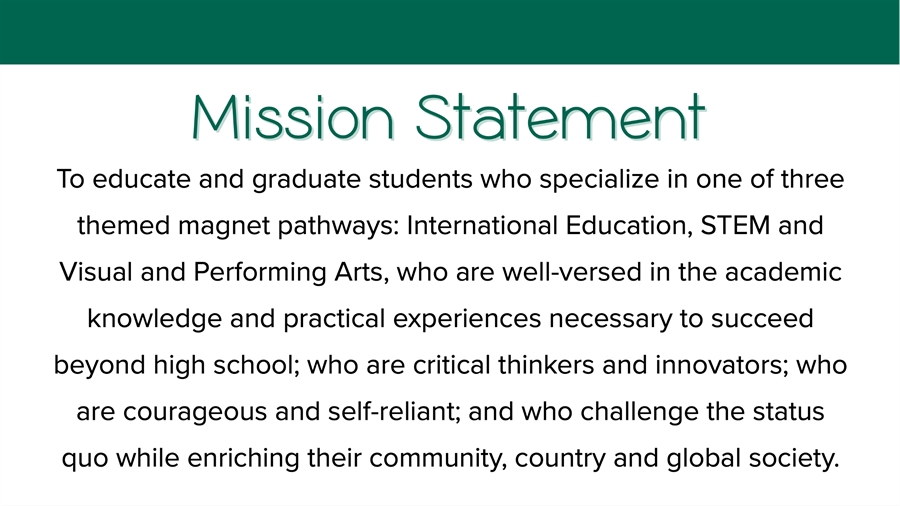 Mission Statement
To educate and graduate students who specialize in one of three
themed magnet pathways: International Education, STEM and
Visual and Performing Arts, who are well-versed in the academic
knowledge and practical experiences necessary to succeed
beyond high school; who are critical thinkers and innovators; who
are courageous and self-reliant; and who challenge the status
quo while enriching their community, country and global society.